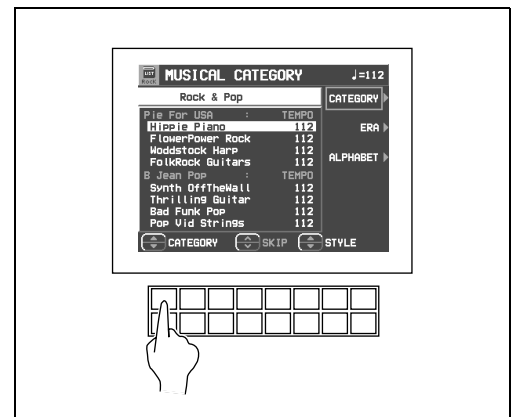 LIST
Rock
MUSICAL CATEGORY ♩=112
Rock & Pop
CATEGORY
Pie For USA : TEMPO
Hippie Piano 112
ERA
FlowerPower Rock 112
Woddstock Harp 112
ALPHABET
FolkRock Guitars 112
B Jean Pop : TEMPO
Synth OffTheWall 112
Thrilling Guitar 112
Bad Funk Pop 112
Pop Vid Strings 112
CATEGORY SKIP STYLE